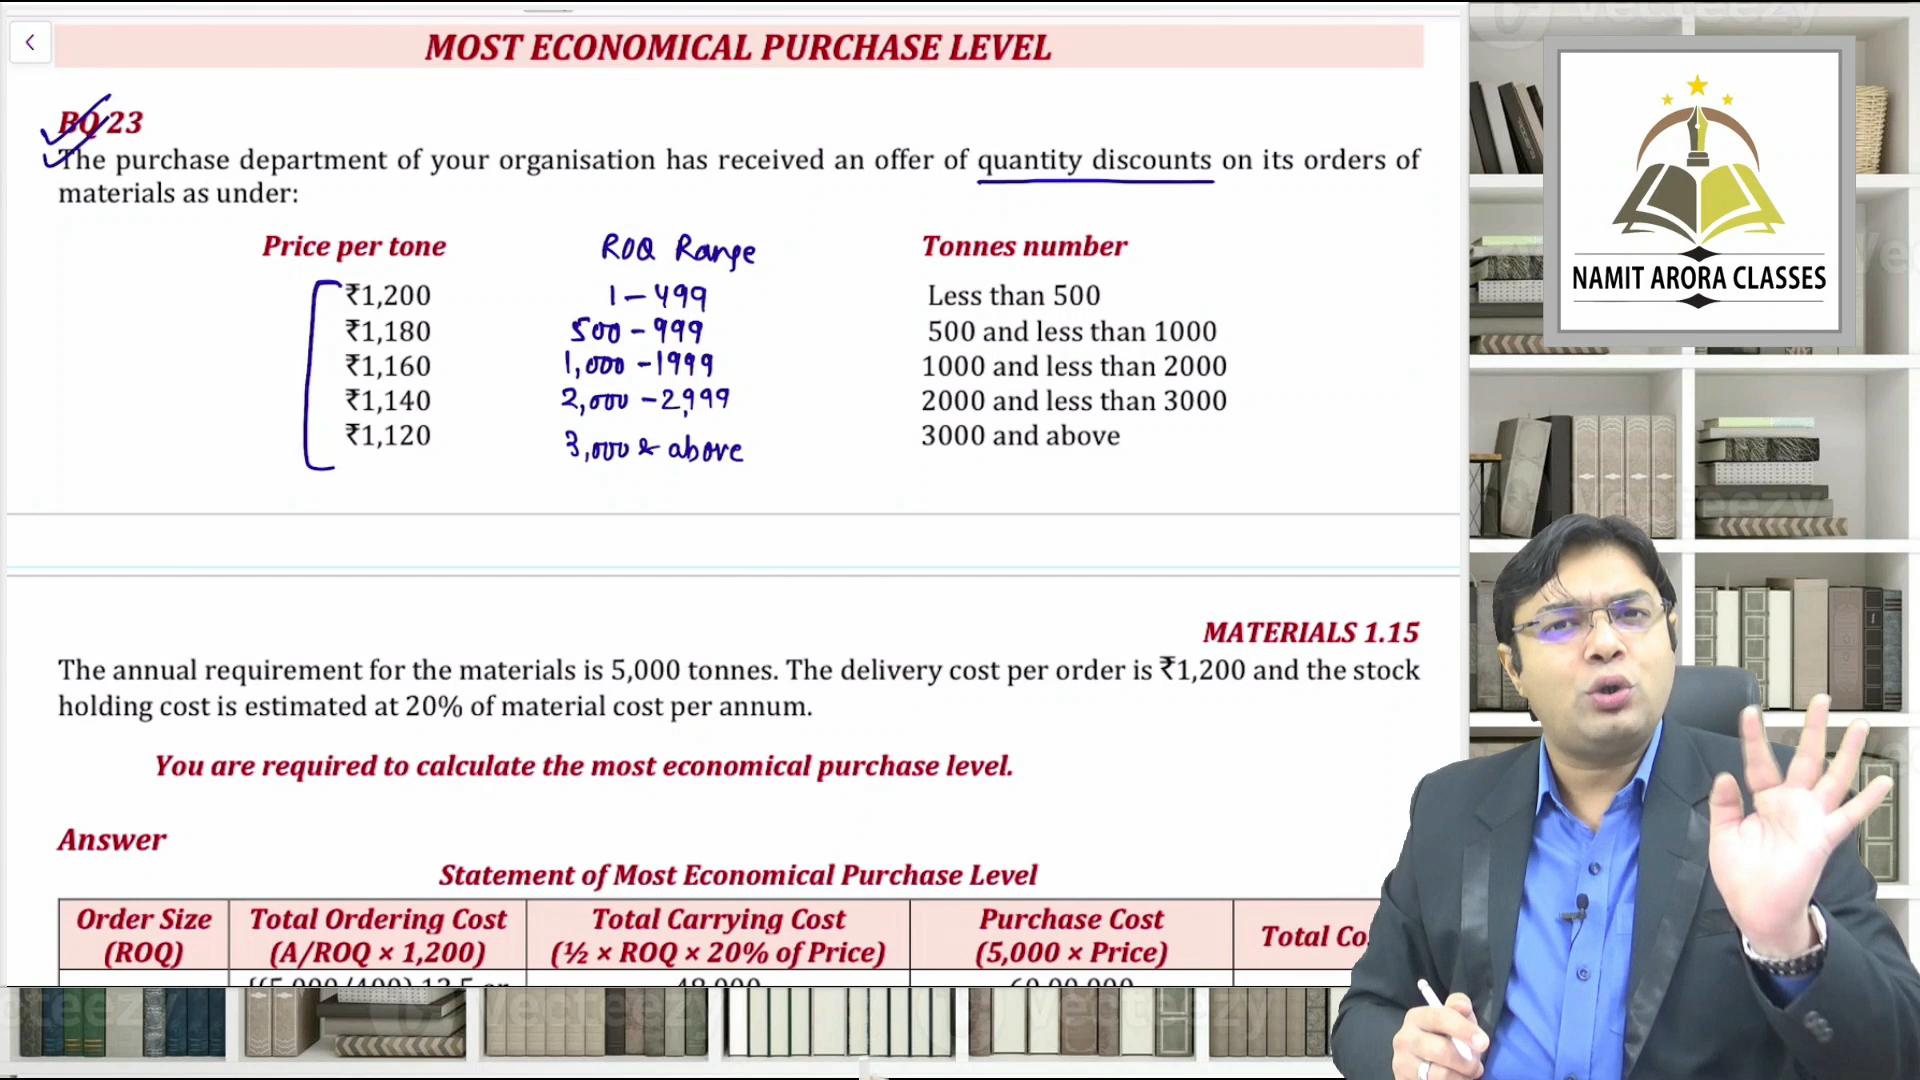 MOST ECONOMICAL PURCHASE LEVEL
BQ 23
The purchase department of your organisation has received an offer of quantity discounts on its orders of
materials as under:
Price per tone ROQ Range Tonnes number
₹1,200 1 – 499 Less than 500
₹1,180 500 – 999 500 and less than 1000
₹1,160 1,000 – 1999 1000 and less than 2000
₹1,140 2,000 – 2,999 2000 and less than 3000
₹1,120 3,000 & above 3000 and above
NAMIT ARORA CLASSES
MATERIALS 1.15
The annual requirement for the materials is 5,000 tonnes. The delivery cost per order is ₹1,200 and the stock
holding cost is estimated at 20% of material cost per annum.
You are required to calculate the most economical purchase level.
Answer
Statement of Most Economical Purchase Level
Order Size Total Ordering Cost Total Carrying Cost Purchase Cost
(ROQ) (A/ROQ × 1,200) (½ × ROQ × 20% of Price) (5,000 × Price) Total Co
vecteezy